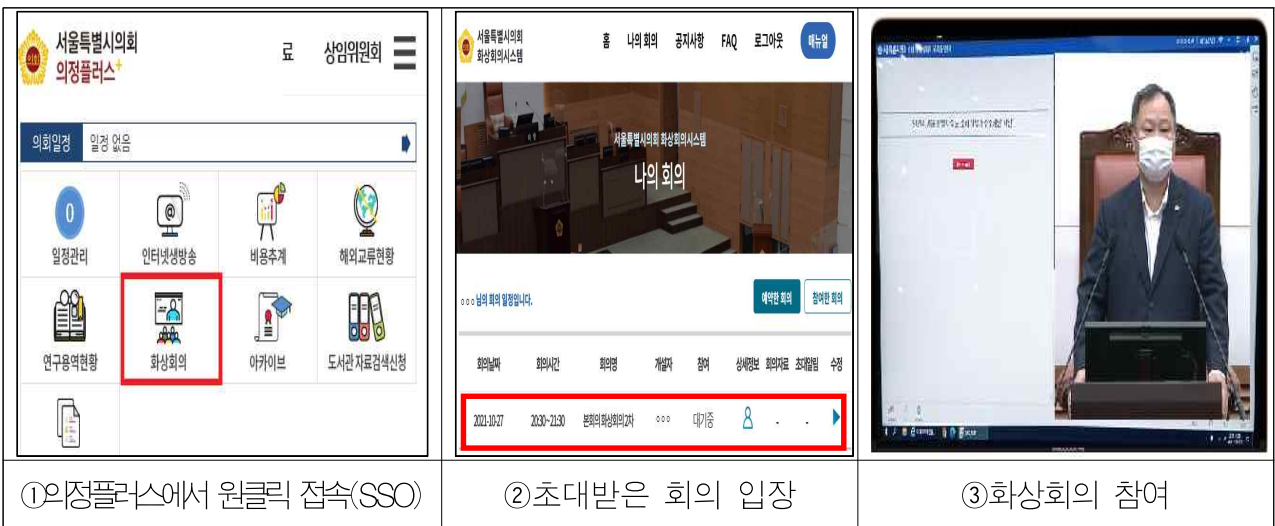 서울특별시의회
의정플러스+
료 상임위원회
의회일정 일정 없음
0
일정관리 인터넷생방송 비용추계 해외교류현황
연구용역현황 화상회의 아카이브 도서관 자료검색신청
①의정플러스에서 원클릭 접속(SSO)
서울특별시의회
화상회의시스템
홈 나의 회의 공지사항 FAQ 로그아웃 매뉴얼
서울특별시의회 화상회의시스템
나의 회의
○○○ 님의 회의 일정입니다.
예약한 회의 참여한 회의
회의날짜 회의시간 회의명 개설자 참여 상세정보 회의자료 초대알림 수정
2021-10-27 20:30~21:30 본회의화상회의2차 ○○○ 대기중 - -
②초대받은 회의 입장
③화상회의 참여